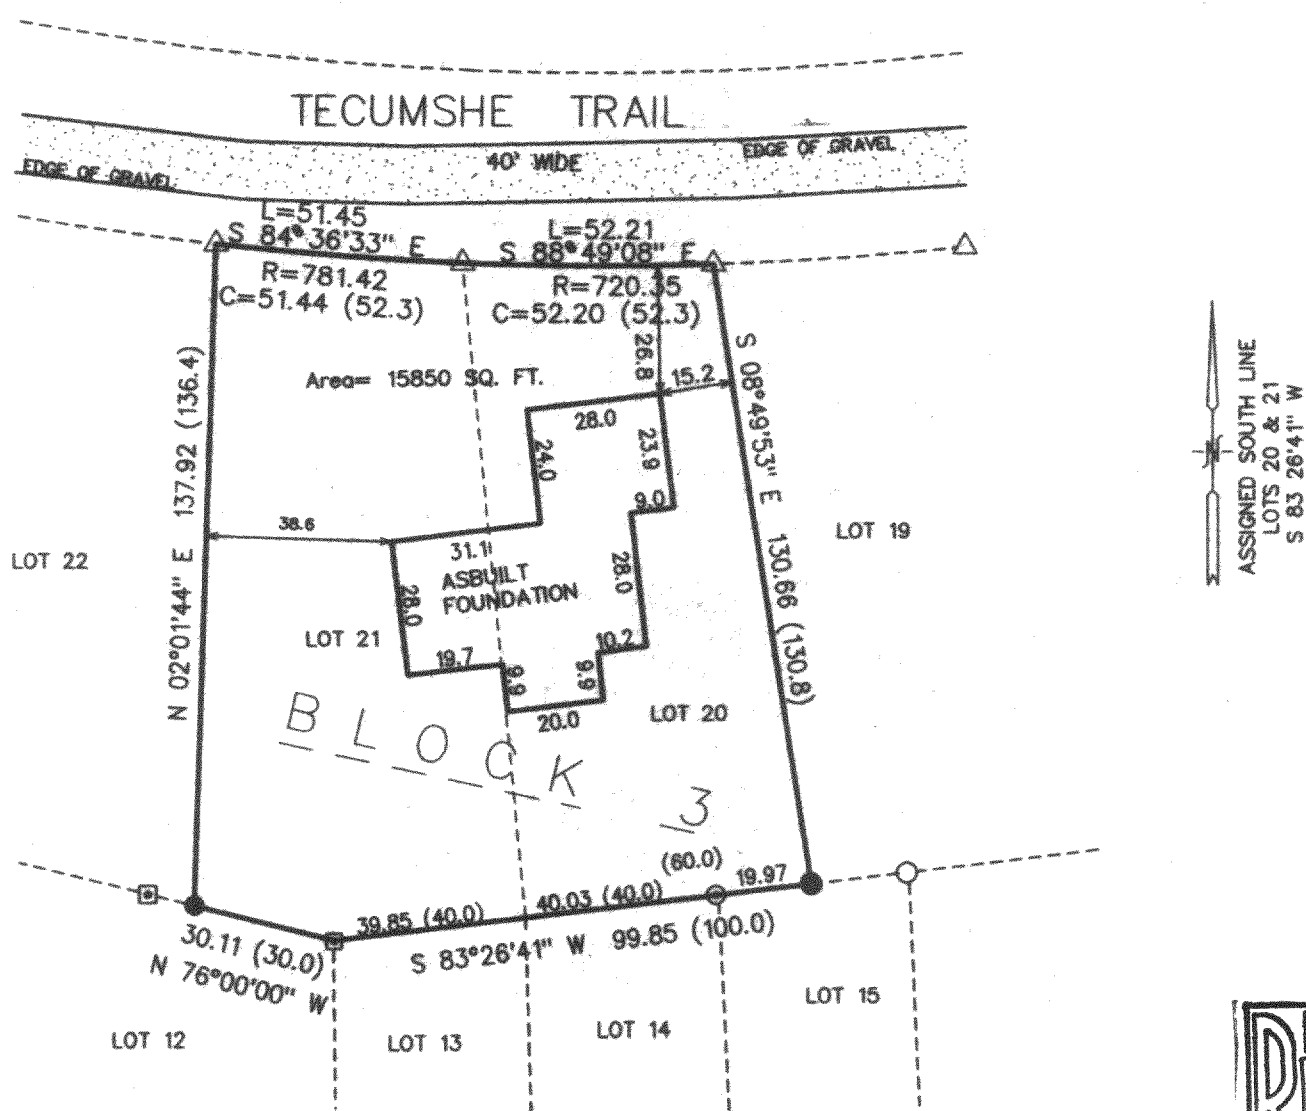 TECUMSHE TRAIL
EDGE OF GRAVEL
40' WIDE
EDGE OF GRAVEL
L=51.45
S 84°36'33" E
R=781.42
C=51.44 (52.3)
L=52.21
S 88°49'08" E
R=720.35
C=52.20 (52.3)
Area= 15850 SQ. FT.
26.8
15.2
28.0
24.0
23.9
9.0
38.6
31.1
ASBUILT
FOUNDATION
28.0
28.0
10.2
19.7
9.9
9.9
20.0
N 02°01'44" E 137.92 (136.4)
S 08°49'53" E 130.66 (130.8)
LOT 22
LOT 21
LOT 20
LOT 19
BLOCK 13
N
ASSIGNED SOUTH LINE
LOTS 20 & 21
S 83 26'41" W
(60.0)
19.97
39.85 (40.0)
40.03 (40.0)
30.11 (30.0)
N 76°00'00" W
S 83°26'41" W 99.85 (100.0)
LOT 12
LOT 13
LOT 14
LOT 15